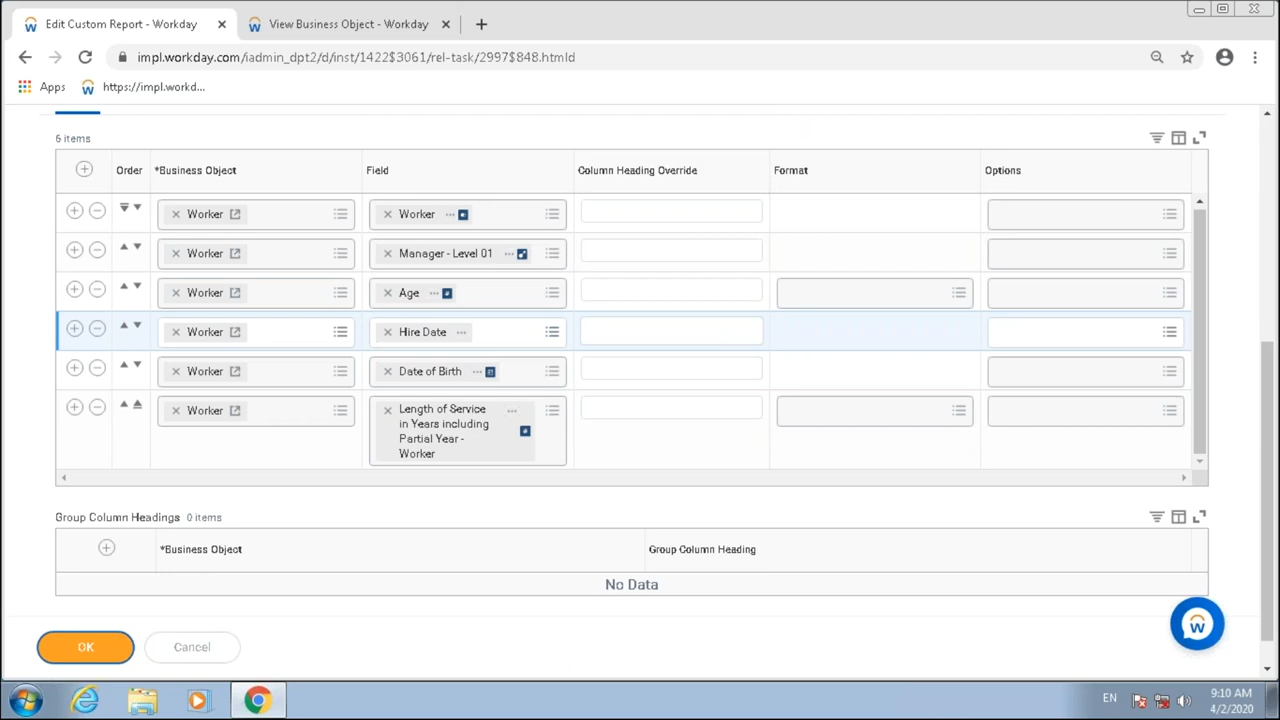 Edit Custom Report - Workday
View Business Object - Workday
impl.workday.com/iadmin_dpt2/d/inst/1422$3061/rel-task/2997$848.htmld
Apps https://impl.workd...
6 items
Order *Business Object Field Column Heading Override Format Options
Worker Worker
Worker Manager - Level 01
Worker Age
Worker Hire Date
Worker Date of Birth
Worker Length of Service
in Years including
Partial Year -
Worker
Group Column Headings 0 items
*Business Object Group Column Heading
No Data
OK Cancel
EN 9:10 AM
4/2/2020